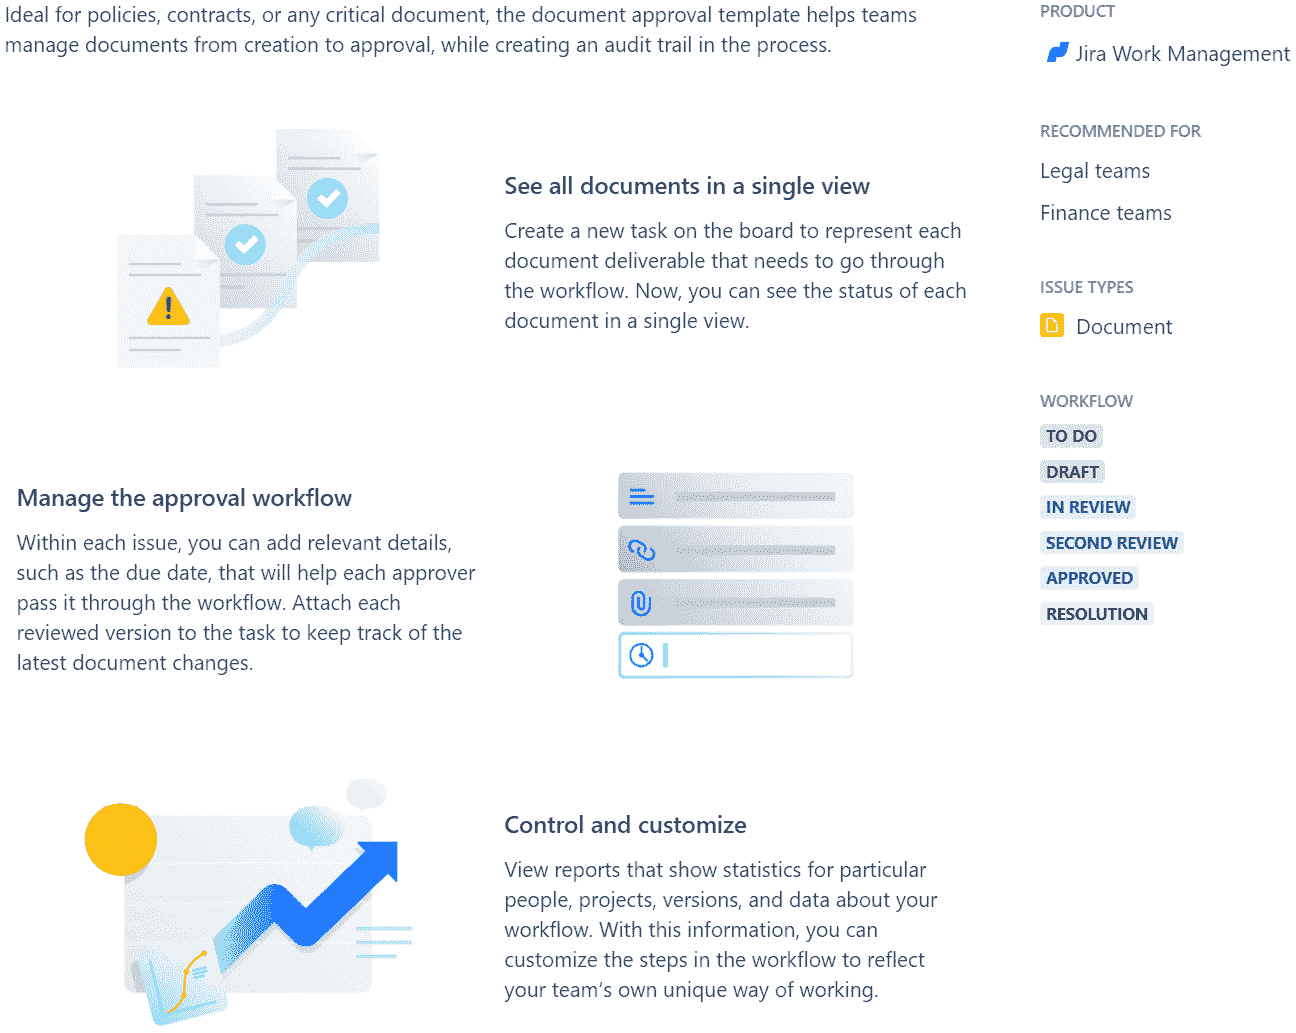 Ideal for policies, contracts, or any critical document, the document approval template helps teams
manage documents from creation to approval, while creating an audit trail in the process.
See all documents in a single view
Create a new task on the board to represent each
document deliverable that needs to go through
the workflow. Now, you can see the status of each
document in a single view.
Manage the approval workflow
Within each issue, you can add relevant details,
such as the due date, that will help each approver
pass it through the workflow. Attach each
reviewed version to the task to keep track of the
latest document changes.
Control and customize
View reports that show statistics for particular
people, projects, versions, and data about your
workflow. With this information, you can
customize the steps in the workflow to reflect
your team’s own unique way of working.
PRODUCT
Jira Work Management
RECOMMENDED FOR
Legal teams
Finance teams
ISSUE TYPES
Document
WORKFLOW
TO DO
DRAFT
IN REVIEW
SECOND REVIEW
APPROVED
RESOLUTION